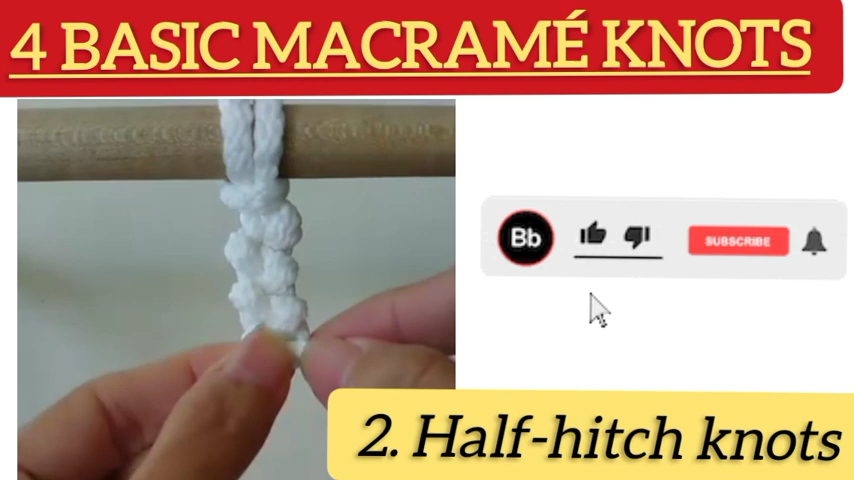 4 BASIC MACRAMÉ KNOTS
Bb
SUBSCRIBE
2. Half-hitch knots